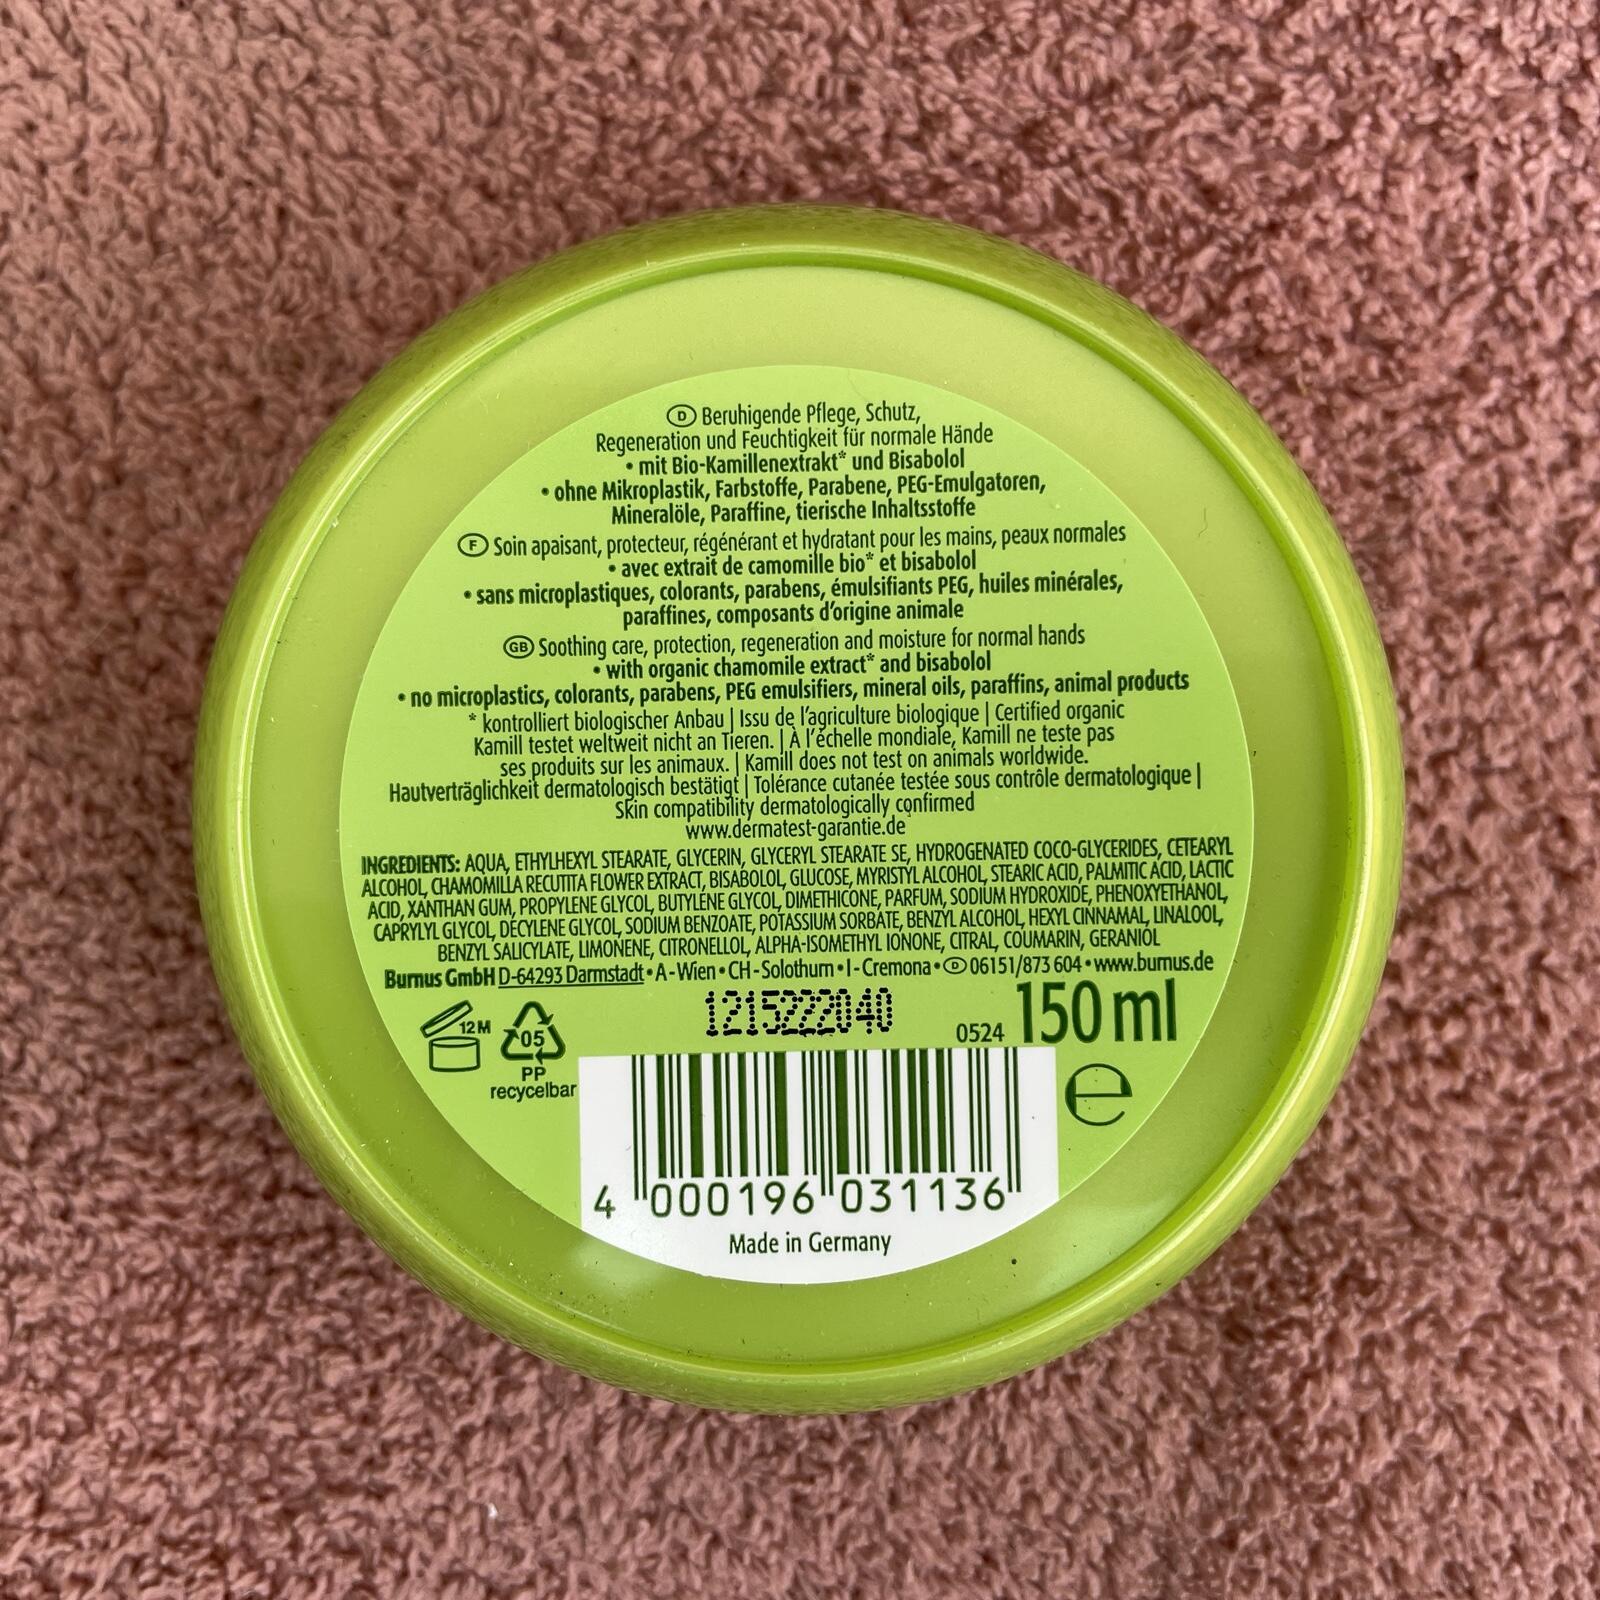 D Beruhigende Pflege, Schutz,
Regeneration und Feuchtigkeit für normale Hände
• mit Bio-Kamillenextrakt* und Bisabolol
• ohne Mikroplastik, Farbstoffe, Parabene, PEG-Emulgatoren,
Mineralöle, Paraffine, tierische Inhaltsstoffe
F Soin apaisant, protecteur, régénérant et hydratant pour les mains, peaux normales
• avec extrait de camomille bio* et bisabolol
• sans microplastiques, colorants, parabens, émulsifiants PEG, huiles minérales,
paraffines, composants d'origine animale
GB Soothing care, protection, regeneration and moisture for normal hands
• with organic chamomile extract* and bisabolol
• no microplastics, colorants, parabens, PEG emulsifiers, mineral oils, paraffins, animal products
* kontrolliert biologischer Anbau | Issu de l'agriculture biologique | Certified organic
Kamill testet weltweit nicht an Tieren. | À l'échelle mondiale, Kamill ne teste pas
ses produits sur les animaux. | Kamill does not test on animals worldwide.
Hautverträglichkeit dermatologisch bestätigt | Tolérance cutanée testée sous contrôle dermatologique |
Skin compatibility dermatologically confirmed
www.dermatest-garantie.de
INGREDIENTS: AQUA, ETHYLHEXYL STEARATE, GLYCERIN, GLYCERYL STEARATE SE, HYDROGENATED COCO-GLYCERIDES, CETEARYL
ALCOHOL, CHAMOMILLA RECUTITA FLOWER EXTRACT, BISABOLOL, GLUCOSE, MYRISTYL ALCOHOL, STEARIC ACID, PALMITIC ACID, LACTIC
ACID, XANTHAN GUM, PROPYLENE GLYCOL, BUTYLENE GLYCOL, DIMETHICONE, PARFUM, SODIUM HYDROXIDE, PHENOXYETHANOL,
CAPRYLYL GLYCOL, DECYLENE GLYCOL, SODIUM BENZOATE, POTASSIUM SORBATE, BENZYL ALCOHOL, HEXYL CINNAMAL, LINALOOL,
BENZYL SALICYLATE, LIMONENE, CITRONELLOL, ALPHA-ISOMETHYL IONONE, CITRAL, COUMARIN, GERANIOL
Burnus GmbH D-64293 Darmstadt • A - Wien • CH - Solothurn • I - Cremona • D 06151/873 604 • www.burnus.de
1215222040
12M
05
PP
recycelbar
0524
150 ml
e
4 000196 031136
Made in Germany